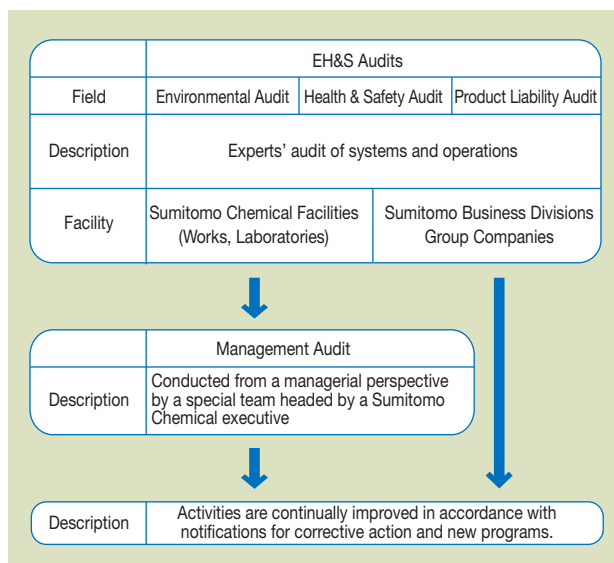 EH&S Audits
Field
Environmental Audit
Health & Safety Audit
Product Liability Audit
Description
Experts' audit of systems and operations
Facility
Sumitomo Chemical Facilities
(Works, Laboratories)
Sumitomo Business Divisions
Group Companies
Management Audit
Description
Conducted from a managerial perspective
by a special team headed by a Sumitomo
Chemical executive
Description
Activities are continually improved in accordance with
notifications for corrective action and new programs.